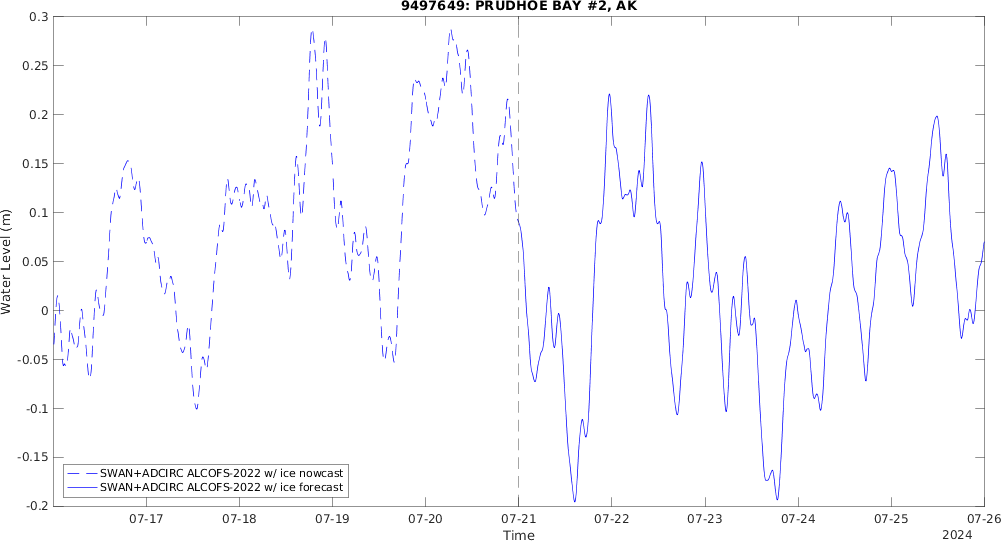 9497649: PRUDHOE BAY #2, AK
0.3
0.25
0.2
0.15
0.1
0.05
0
-0.05
-0.1
-0.15
-0.2
Water Level (m)
SWAN+ADCIRC ALCOFS-2022 w/ ice nowcast
SWAN+ADCIRC ALCOFS-2022 w/ ice forecast
07-17 07-18 07-19 07-20 07-21 07-22 07-23 07-24 07-25 07-26
Time
2024